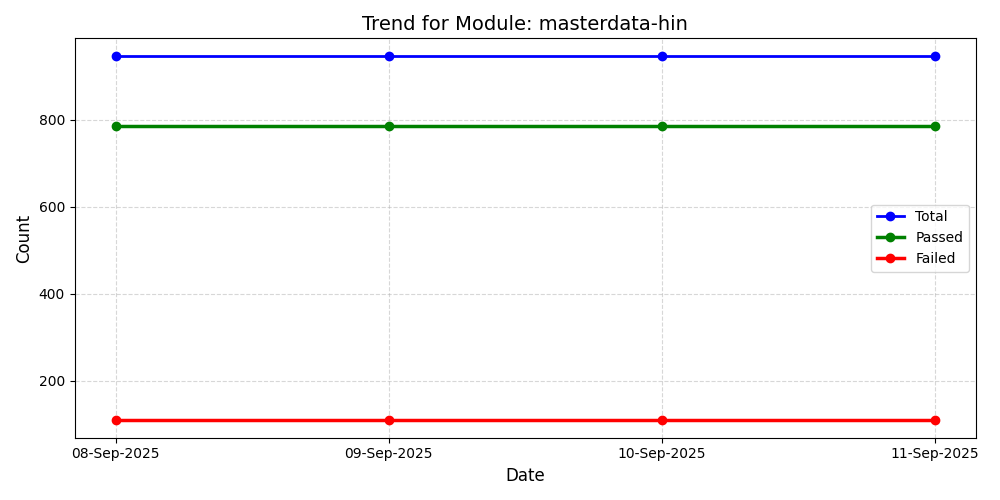 Trend for Module: masterdata-hin
Count
800
600
400
200
Total
Passed
Failed
08-Sep-2025
09-Sep-2025
10-Sep-2025
11-Sep-2025
Date